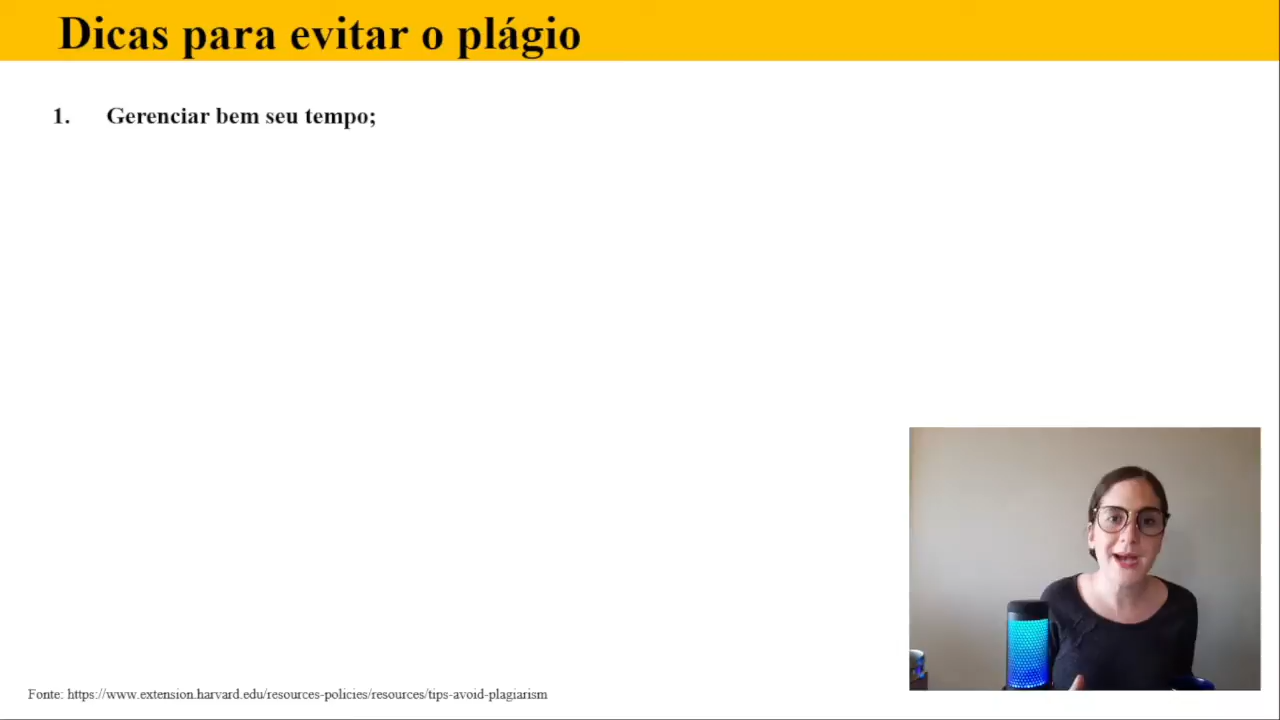 Dicas para evitar o plágio
1. Gerenciar bem seu tempo;
Fonte: https://www.extension.harvard.edu/resources-policies/resources/tips-avoid-plagiarism